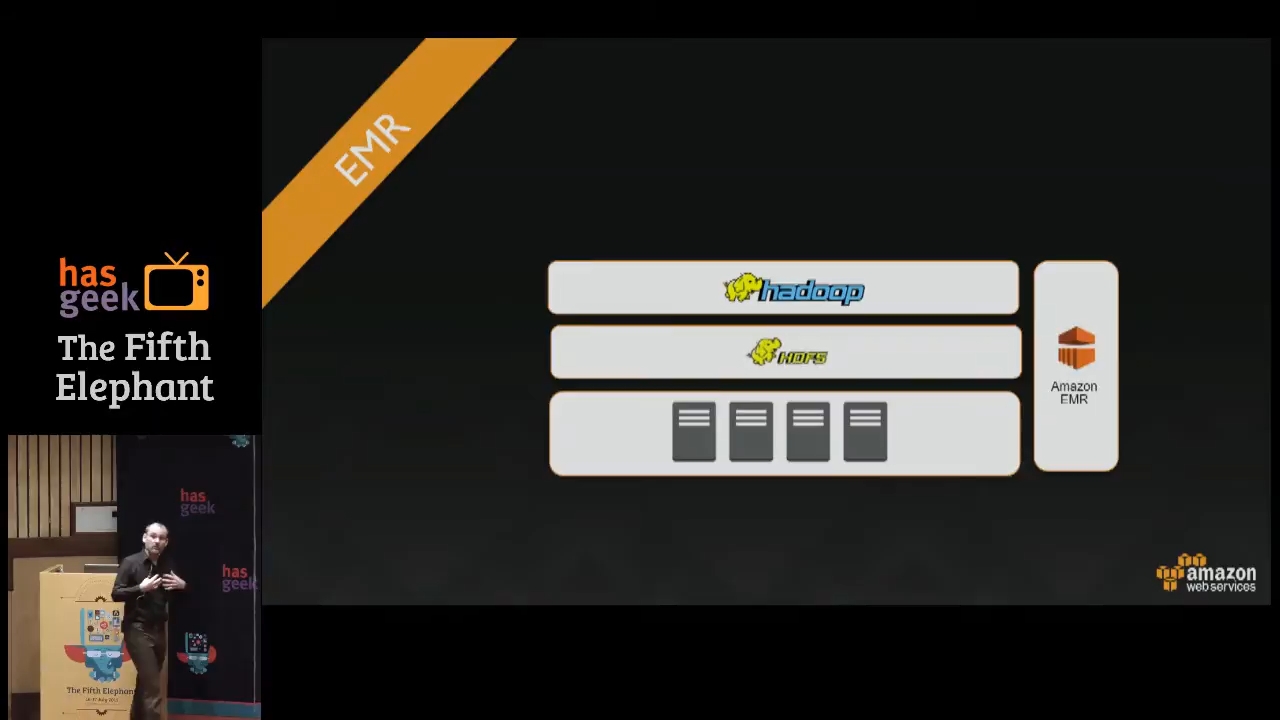 EMR
has
geek
The Fifth
Elephant
hadoop
HDFS
Amazon
EMR
amazon
web services
has
geek
has
geek
The Fifth Elephant